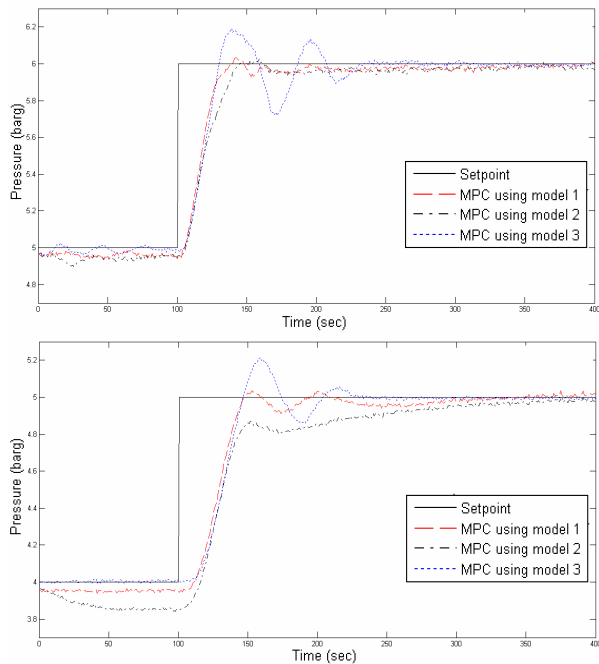 6.2
6
5.8
5.6
5.4
5.2
5
4.8
Pressure (barg)
Setpoint
MPC using model 1
MPC using model 2
MPC using model 3
0 50 100 150 200 250 300 350 400
Time (sec)
5.2
5
4.8
4.6
4.4
4.2
4
3.8
Pressure (barg)
Setpoint
MPC using model 1
MPC using model 2
MPC using model 3
0 50 100 150 200 250 300 350 400
Time (sec)